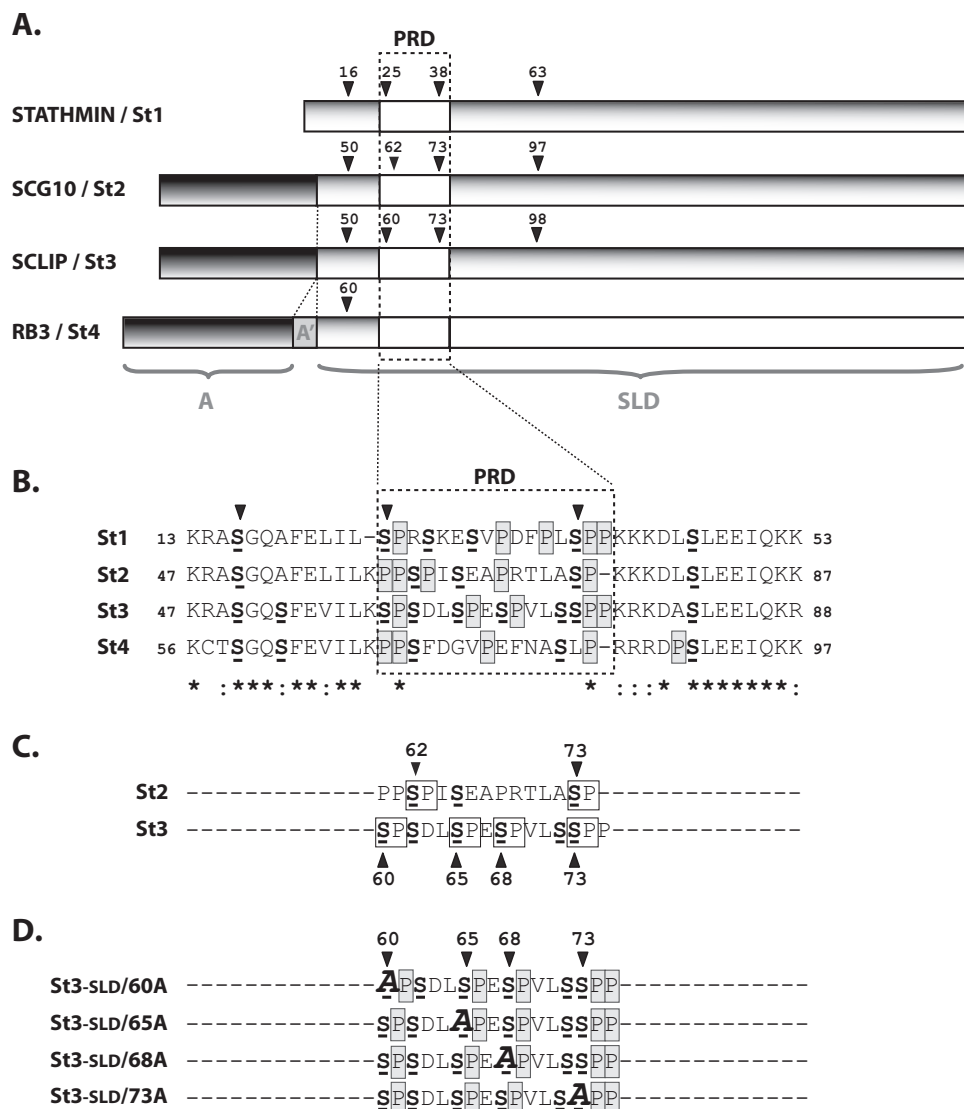 A.
PRD
16 25 38 63
STATHMIN / St1
50 62 73 97
SCG10 / St2
50 60 73 98
SCLIP / St3
60
RB3 / St4
A'
A SLD
B.
PRD
St1 13 KRASGQAFELILL-SPRSKESVPDFPLSPPKKKDLSLEEIQKK 53
St2 47 KRASGQAFELILKPPSPISEAPRTLASP-KKKDLSLEEIQKK 87
St3 47 KRASGQSFEVILKSPSDLSPESPVLSSPPKRKDASLEELQKR 88
St4 56 KCTSGQSFEVILKPPSFDGVPEFNASLP-RRRDPSLEEIQKK 97
* :***:**:** * * :::* *******:
C.
62 73
St2 -------------PPSPISEAPRTLASP--------------
St3 -------------SPSDLSPESPVLSSPP-------------
60 65 68 73
D.
60 65 68 73
St3-SLD/60A -------------APSDLSPESPVLSSPP-------------
St3-SLD/65A -------------SPSDLAPESPVLSSPP-------------
St3-SLD/68A -------------SPSDLSPEAPVLSSPP-------------
St3-SLD/73A -------------SPSDLSPESPVLSAPP-------------